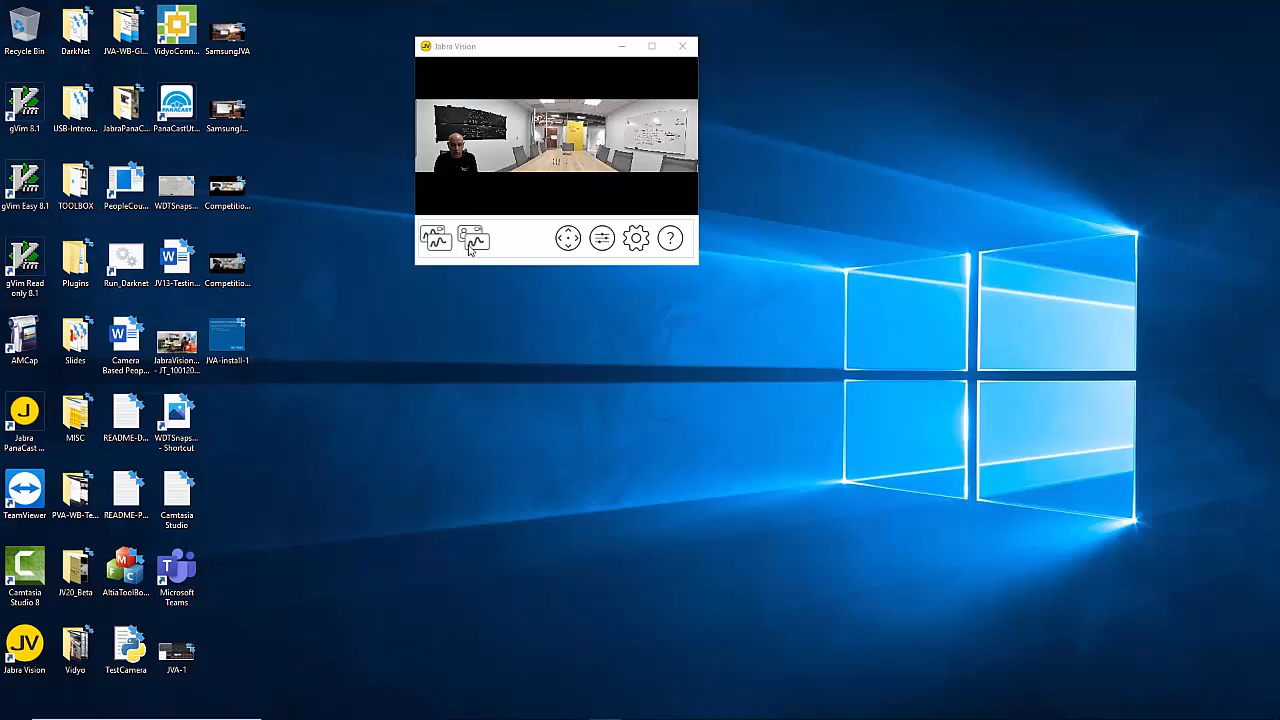 Recycle Bin
DarkNet
JVA-WB-Gl...
VidyoConn...
SamsungJVA
gVim 8.1
USB-Intero...
JabraPanaC...
PANACAST
PanaCastUt...
SamsungJ...
gVim Easy 8.1
TOOLBOX
PeopleCou...
WDTSnaps...
Competitio...
gVim Read
only 8.1
Plugins
Run_Darknet
JV13-Testin...
Competitio...
AMCap
Slides
Camera
Based Peop...
JabraVision...
- JT_100120...
JVA-install-1
Jabra
PanaCast ...
MISC
README-D...
WDTSnaps...
- Shortcut
TeamViewer
PVA-WB-Te...
README-P...
Camtasia
Studio
Camtasia
Studio 8
JV20_Beta
AltiaToolBo...
Microsoft
Teams
JV
Jabra Vision
Vidyo
TestCamera
JVA-1
JV Jabra Vision